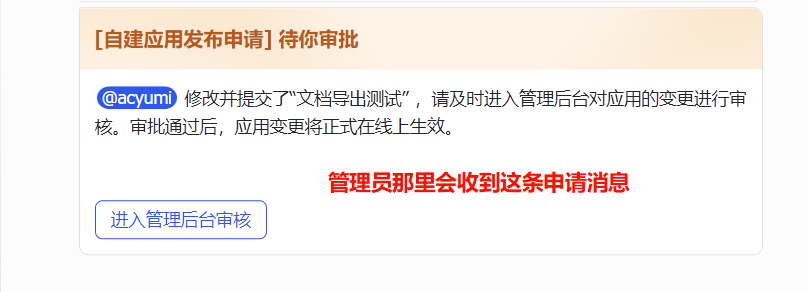 [自建应用发布申请] 待你审批
@acyumi 修改并提交了“文档导出测试”，请及时进入管理后台对应用的变更进行审
核。审批通过后，应用变更将正式在线上生效。
管理员那里会收到这条申请消息
进入管理后台审核